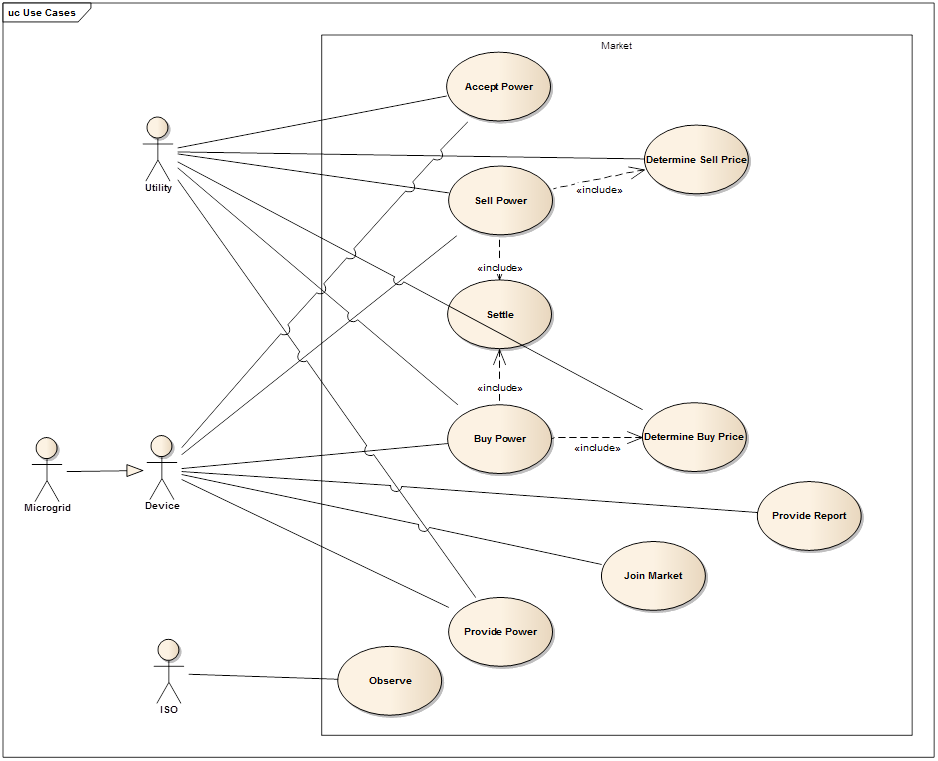 uc Use Cases
Market
Accept Power
Utility
Determine Sell Price
Sell Power
«include»
«include»
Settle
«include»
Buy Power
Determine Buy Price
«include»
Microgrid
Device
Provide Report
Join Market
Provide Power
Observe
ISO